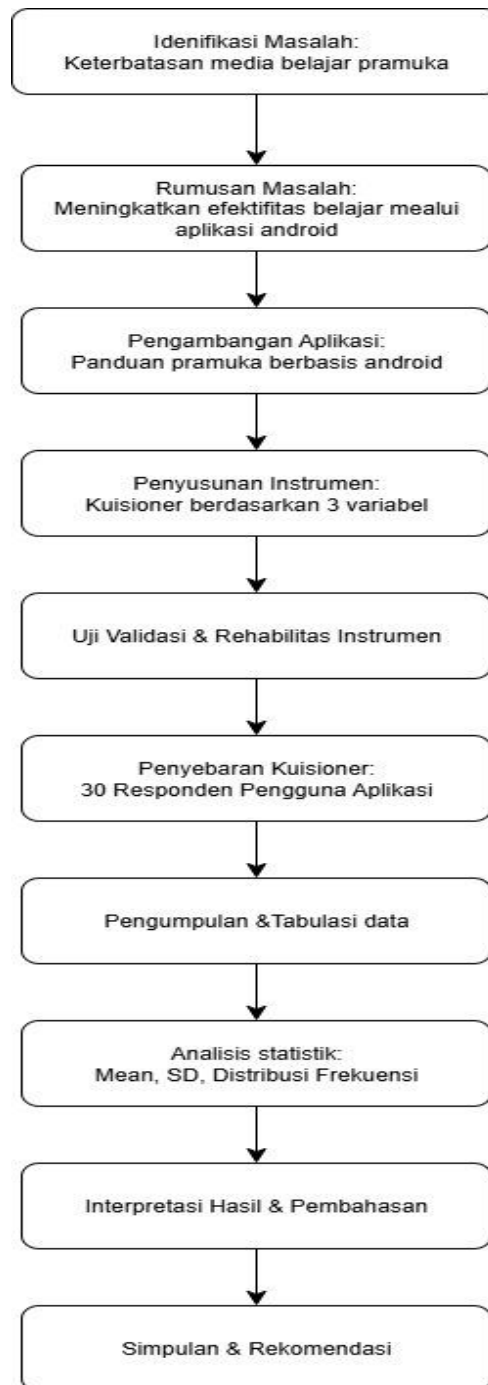 Idenifikasi Masalah:
Keterbatasan media belajar pramuka
Rumusan Masalah:
Meningkatkan efektifitas belajar mealui
aplikasi android
Pengambangan Aplikasi:
Panduan pramuka berbasis android
Penyusunan Instrumen:
Kuisioner berdasarkan 3 variabel
Uji Validasi & Rehabilitas Instrumen
Penyebaran Kuisioner:
30 Responden Pengguna Aplikasi
Pengumpulan &Tabulasi data
Analisis statistik:
Mean, SD, Distribusi Frekuensi
Interpretasi Hasil & Pembahasan
Simpulan & Rekomendasi